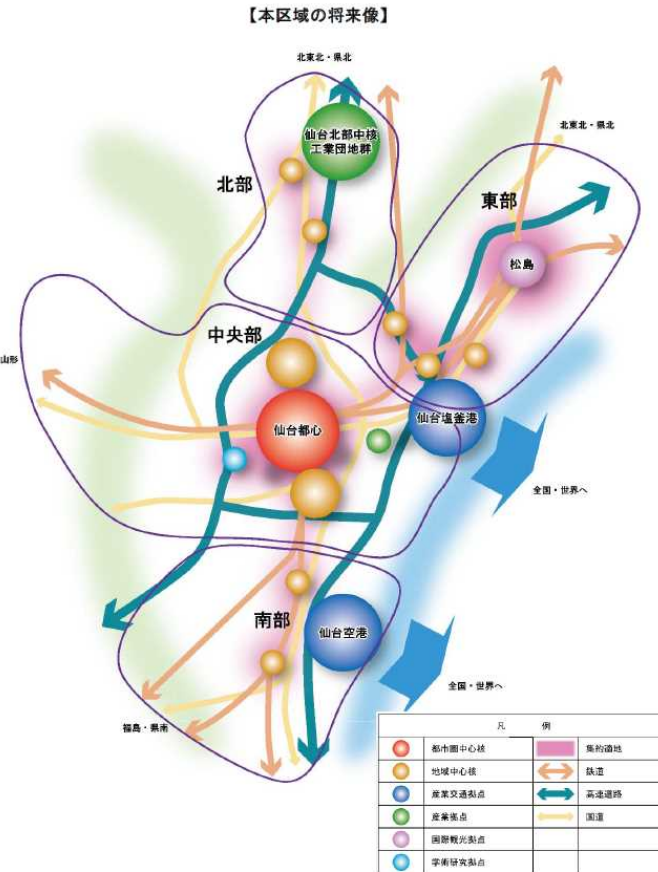 【本区域の将来像】
北東北・県北
仙台北部中核
工業団地群
北東北・県北
北部
東部
松島
中央部
山形
仙台都心
仙台塩釜港
全国・世界へ
南部
仙台空港
全国・世界へ
福島・県南
凡 例
都市圏中心核 集約市街地
地域中心核 鉄道
産業交通拠点 高速道路
産業拠点 国道
国際観光拠点
学術研究拠点